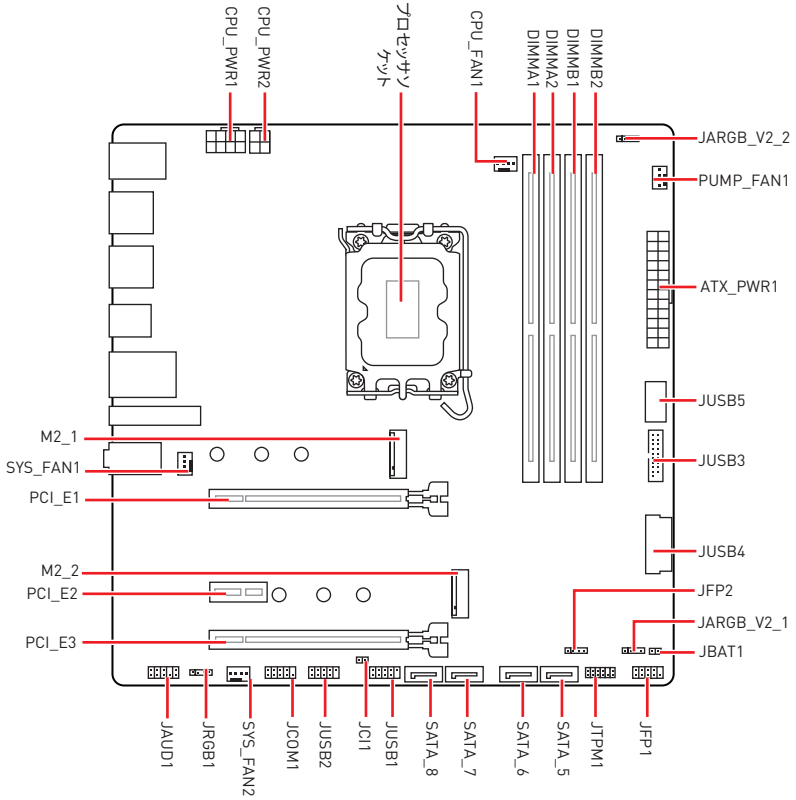 CPU_PWR1
CPU_PWR2
プロセッサソ
ケット
CPU_FAN1
DIMMA1
DIMMA2
DIMMB1
DIMMB2
JARGB_V2_2
PUMP_FAN1
ATX_PWR1
JUSB5
JUSB3
JUSB4
JFP2
JARGB_V2_1
JBAT1
M2_1
SYS_FAN1
PCI_E1
M2_2
PCI_E2
PCI_E3
JAUD1
JRGB1
SYS_FAN2
JCOM1
JUSB2
JCI1
JUSB1
SATA_8
SATA_7
SATA_6
SATA_5
JTPM1
JFP1